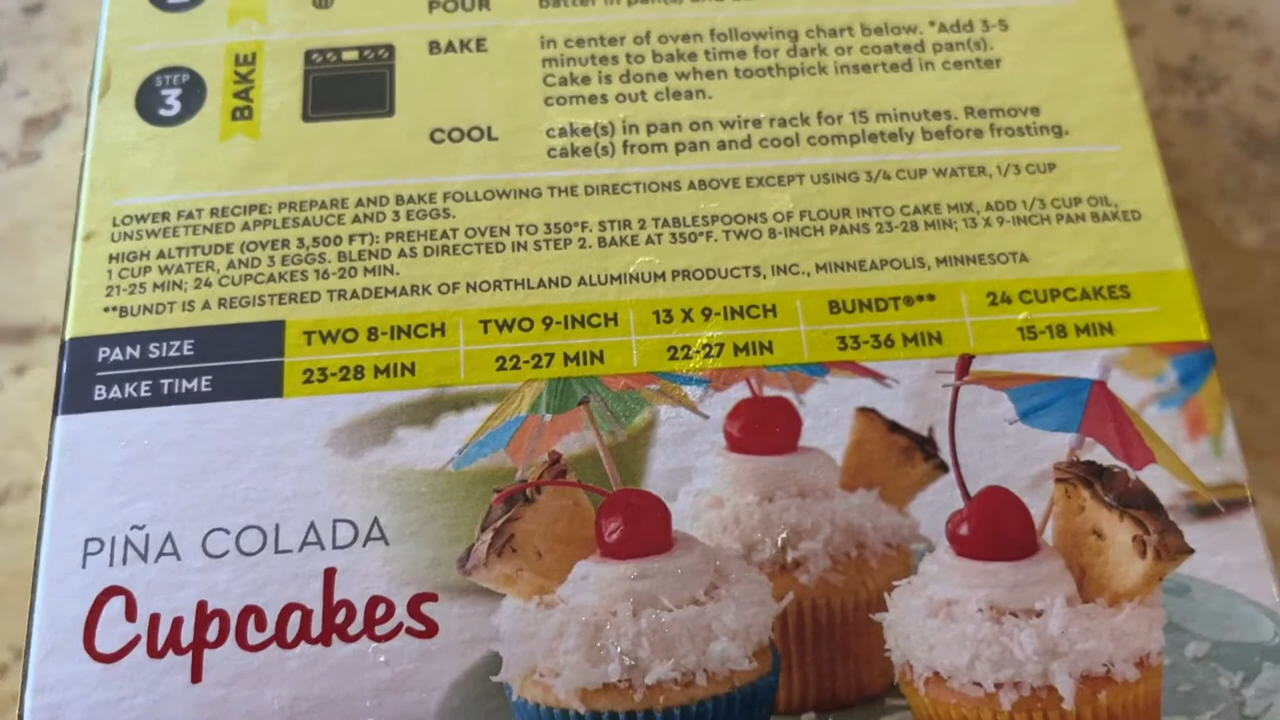 POUR
batter in pan(s) and
STEP
3
BAKE
BAKE
in center of oven following chart below. *Add 3-5
minutes to bake time for dark or coated pan(s).
Cake is done when toothpick inserted in center
comes out clean.
COOL
cake(s) in pan on wire rack for 15 minutes. Remove
cake(s) from pan and cool completely before frosting.
LOWER FAT RECIPE: PREPARE AND BAKE FOLLOWING THE DIRECTIONS ABOVE EXCEPT USING 3/4 CUP WATER, 1/3 CUP
UNSWEETENED APPLESAUCE AND 3 EGGS.
HIGH ALTITUDE (OVER 3,500 FT): PREHEAT OVEN TO 350°F. STIR 2 TABLESPOONS OF FLOUR INTO CAKE MIX, ADD 1/3 CUP OIL,
1 CUP WATER, AND 3 EGGS. BLEND AS DIRECTED IN STEP 2. BAKE AT 350°F. TWO 8-INCH PANS 23-28 MIN; 13 X 9-INCH PAN BAKED
21-25 MIN; 24 CUPCAKES 16-20 MIN.
**BUNDT IS A REGISTERED TRADEMARK OF NORTHLAND ALUMINUM PRODUCTS, INC., MINNEAPOLIS, MINNESOTA
PAN SIZE TWO 8-INCH TWO 9-INCH 13 X 9-INCH BUNDT®** 24 CUPCAKES
BAKE TIME 23-28 MIN 22-27 MIN 22-27 MIN 33-36 MIN 15-18 MIN
PIÑA COLADA
Cupcakes